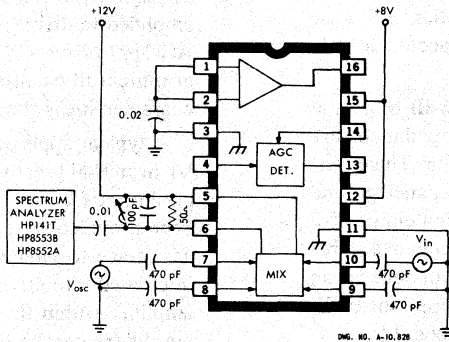 +12V
+8V
1
16
2
15
0.02
3
14
4
AGC
DET.
13
5
12
SPECTRUM
ANALYZER
HP141T
HP8553B
HP8552A
0.01
100 pF
50Ω
6
11
Vin
7
470 pF
MIX
10
470 pF
Vosc
8
470 pF
9
470 pF
DWG. NO. A-10,828